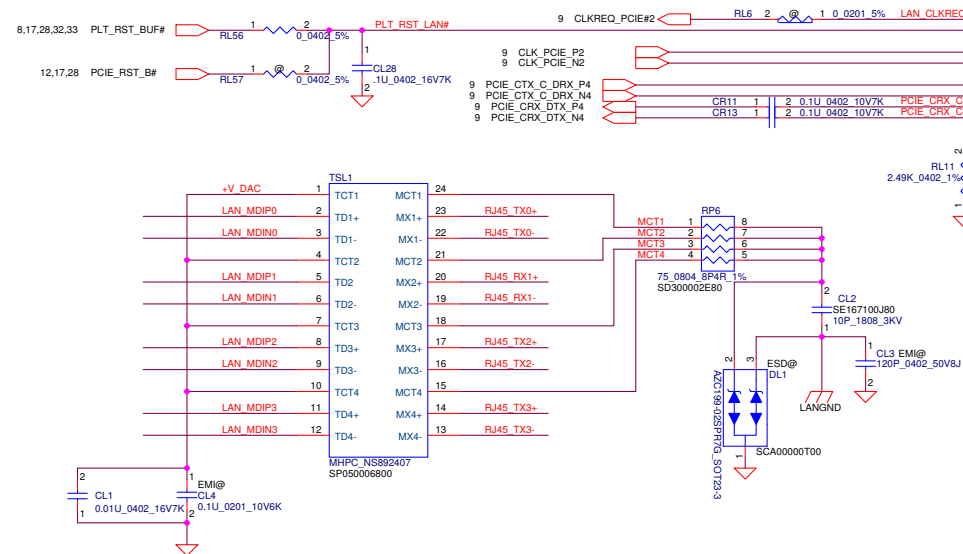 8,17,28,32,33 PLT_RST_BUF# 1 2 PLT_RST_LAN#
RL56 0_0402_5%
12,17,28 PCIE_RST_B# 1 @ 2
RL57 0_0402_5%
1
CL28
.1U_0402_16V7K
2
9 CLKREQ_PCIE#2 RL6 2 @ 1 0_0201_5% LAN_CLKREQ
9 CLK_PCIE_P2
9 CLK_PCIE_N2
9 PCIE_CTX_C_DRX_P4
9 PCIE_CTX_C_DRX_N4
9 PCIE_CRX_DTX_P4 CR11 1 2 0.1U_0402_10V7K PCIE_CRX_C
9 PCIE_CRX_DTX_N4 CR13 1 2 0.1U_0402_10V7K PCIE_CRX_C
2
RL11
2.49K_0402_1%
1
TSL1
+V_DAC 1 TCT1 MCT1 24
LAN_MDIP0 2 TD1+ MX1+ 23 RJ45_TX0+
LAN_MDIN0 3 TD1- MX1- 22 RJ45_TX0-
4 TCT2 MCT2 21
LAN_MDIP1 5 TD2 MX2+ 20 RJ45_RX1+
LAN_MDIN1 6 TD2- MX2- 19 RJ45_RX1-
7 TCT3 MCT3 18
LAN_MDIP2 8 TD3+ MX3+ 17 RJ45_TX2+
LAN_MDIN2 9 TD3- MX3- 16 RJ45_TX2-
10 TCT4 MCT4 15
LAN_MDIP3 11 TD4+ MX4+ 14 RJ45_TX3+
LAN_MDIN3 12 TD4- MX4- 13 RJ45_TX3-
MHPC_NS892407
SP050006800
RP6
MCT1 1 8
MCT2 2 7
MCT3 3 6
MCT4 4 5
75_0804_8P4R_1%
SD300002E80
2
CL2
SE167100J80
10P_1808_3KV
1
1
CL3 EMI@
120P_0402_50V8J
2
LANGND
2 3 ESD@
DL1
AZC199-02SPR7G_SOT23-3
1
SCA00000T00
2
CL1
0.01U_0402_16V7K
1
1 EMI@
CL4
0.1U_0201_10V6K
2